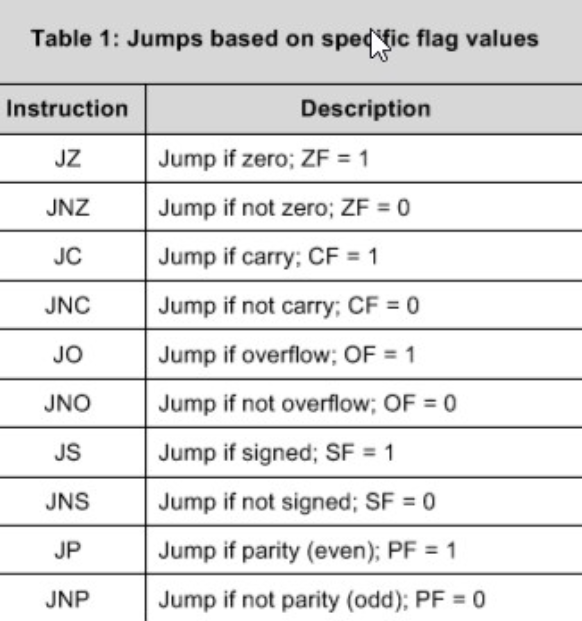 Table 1: Jumps based on specific flag values
Instruction Description
JZ Jump if zero; ZF = 1
JNZ Jump if not zero; ZF = 0
JC Jump if carry; CF = 1
JNC Jump if not carry; CF = 0
JO Jump if overflow; OF = 1
JNO Jump if not overflow; OF = 0
JS Jump if signed; SF = 1
JNS Jump if not signed; SF = 0
JP Jump if parity (even); PF = 1
JNP Jump if not parity (odd); PF = 0